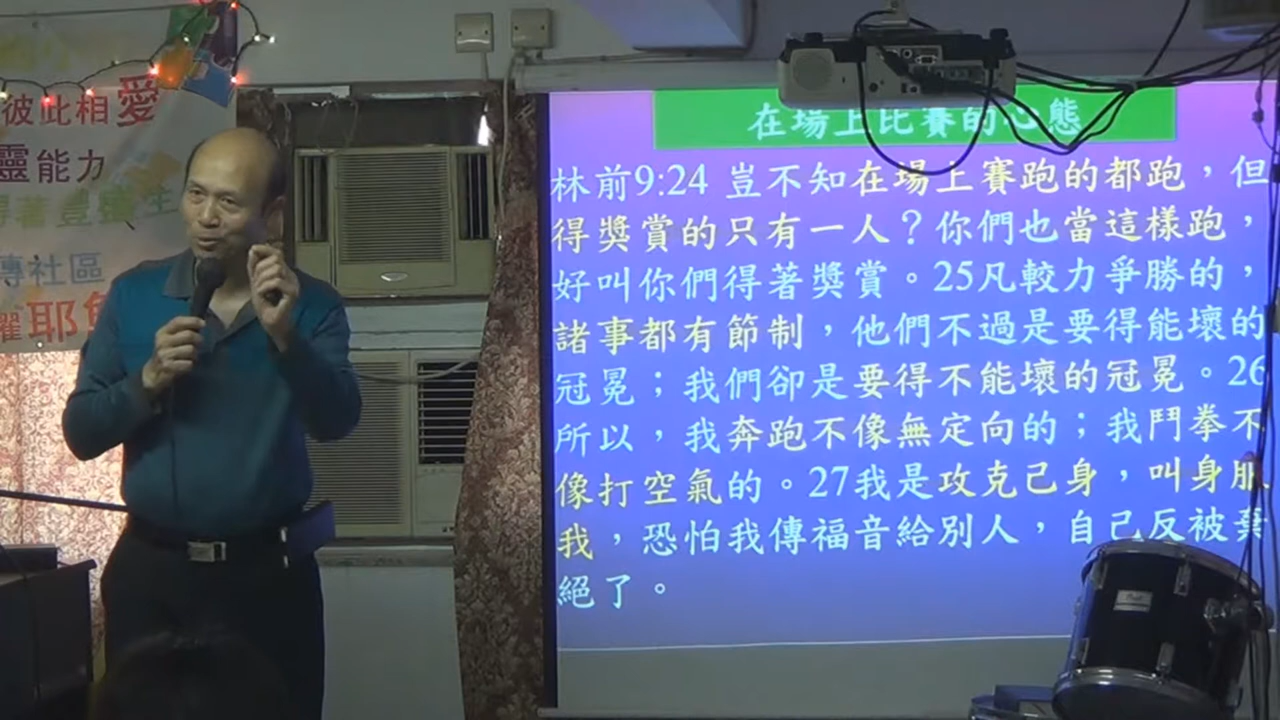 彼此相愛
靈能力
著豐盛生
傳社區
耀耶
在場上比賽的心態
林前9:24 豈不知在場上賽跑的都跑，但
得獎賞的只有一人？你們也當這樣跑，
好叫你們得著獎賞。25凡較力爭勝的，
諸事都有節制，他們不過是要得能壞的
冠冕；我們卻是要得不能壞的冠冕。26
所以，我奔跑不像無定向的；我鬥拳不
像打空氣的。27我是攻克己身，叫身服
我，恐怕我傳福音給別人，自己反被棄
絕了。